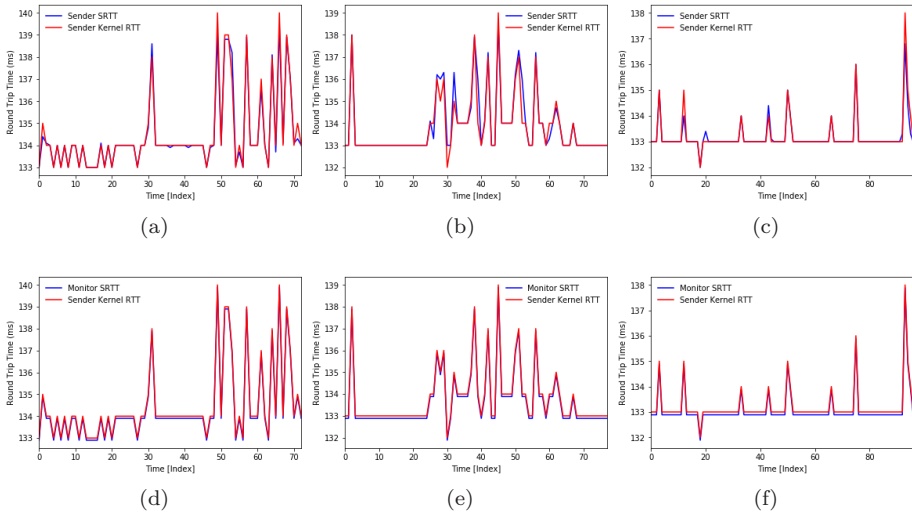 Sender SRTT
Sender Kernel RTT
140
139
138
137
136
135
134
133
Round Trip Time (ms)
0 10 20 30 40 50 60 70
Time [Index]
(a)
Sender SRTT
Sender Kernel RTT
139
138
137
136
135
134
133
132
Round Trip Time (ms)
0 10 20 30 40 50 60 70
Time [Index]
(b)
Sender SRTT
Sender Kernel RTT
138
137
136
135
134
133
132
Round Trip Time (ms)
0 20 40 60 80
Time [Index]
(c)
Monitor SRTT
Sender Kernel RTT
140
139
138
137
136
135
134
133
Round Trip Time (ms)
0 10 20 30 40 50 60 70
Time [Index]
(d)
Monitor SRTT
Sender Kernel RTT
139
138
137
136
135
134
133
132
Round Trip Time (ms)
0 10 20 30 40 50 60 70
Time [Index]
(e)
Monitor SRTT
Sender Kernel RTT
138
137
136
135
134
133
132
Round Trip Time (ms)
0 20 40 60 80
Time [Index]
(f)